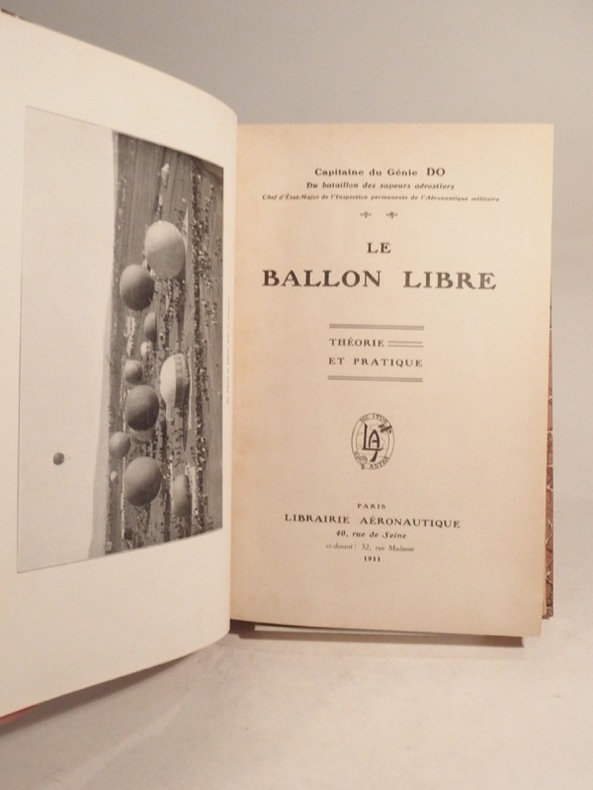 Capitaine du Génie DO
Du bataillon des sapeurs aérostiers
Chef d'État-Major de l'Inspection permanente de l'Aéronautique militaire
LE
BALLON LIBRE
THÉORIE
ET PRATIQUE
LA
PARIS
LIBRAIRIE AÉRONAUTIQUE
40, rue de Seine
ci-devant: 32, rue Madame
1911